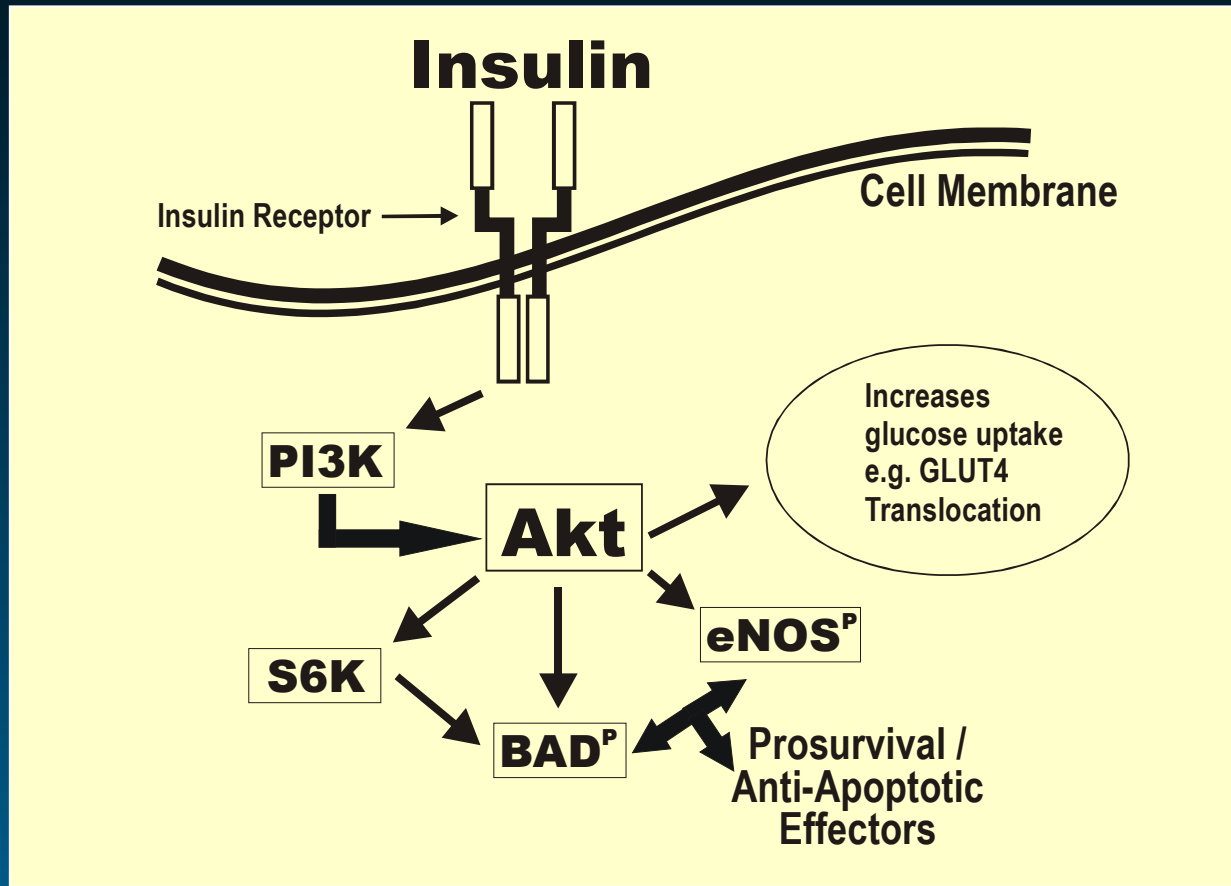 Insulin
Cell Membrane
Insulin Receptor
Increases
glucose uptake
e.g. GLUT4
Translocation
PI3K
Akt
eNOSᴾ
S6K
BADᴾ
Prosurvival /
Anti-Apoptotic
Effectors